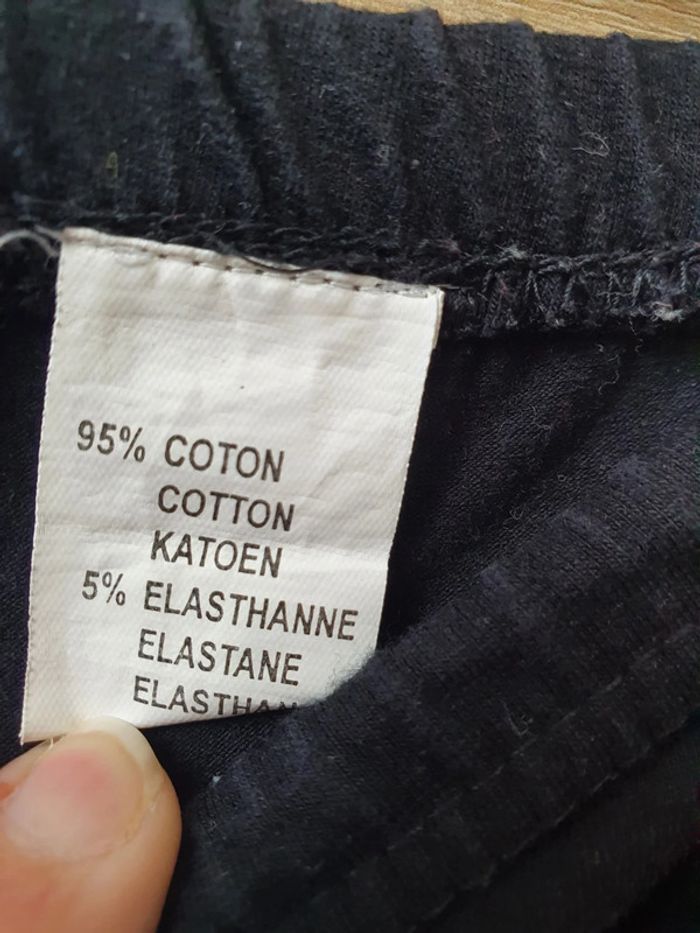 95% COTON
COTTON
KATOEN
5% ELASTHANNE
ELASTANE